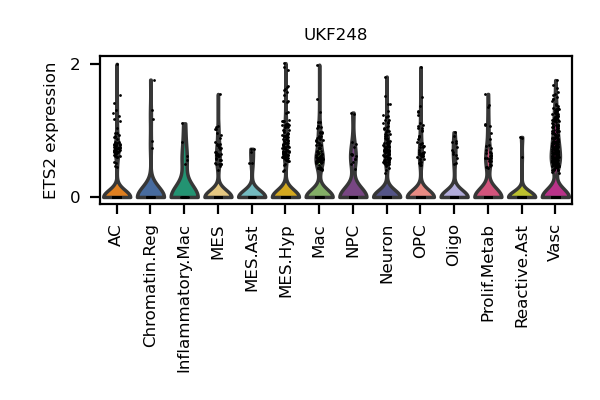 UKF248
ETS2 expression
2
0
AC
Chromatin.Reg
Inflammatory.Mac
MES
MES.Ast
MES.Hyp
Mac
NPC
Neuron
OPC
Oligo
Prolif.Metab
Reactive.Ast
Vasc